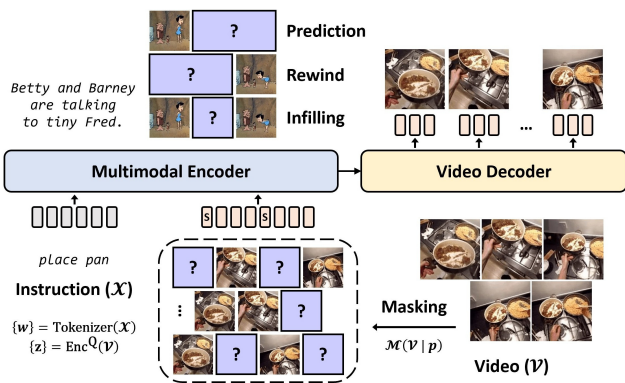 ?
Prediction
?
Rewind
Betty and Barney
are talking
to tiny Fred.
?
Infilling
...
Multimodal Encoder
Video Decoder
s
s
place pan
Instruction (𝒳)
{w} = Tokenizer(𝒳)
{z} = Enc^Q(𝒱)
?
?
⋮
?
?
?
Masking
ℳ(𝒱 | p)
Video (𝒱)